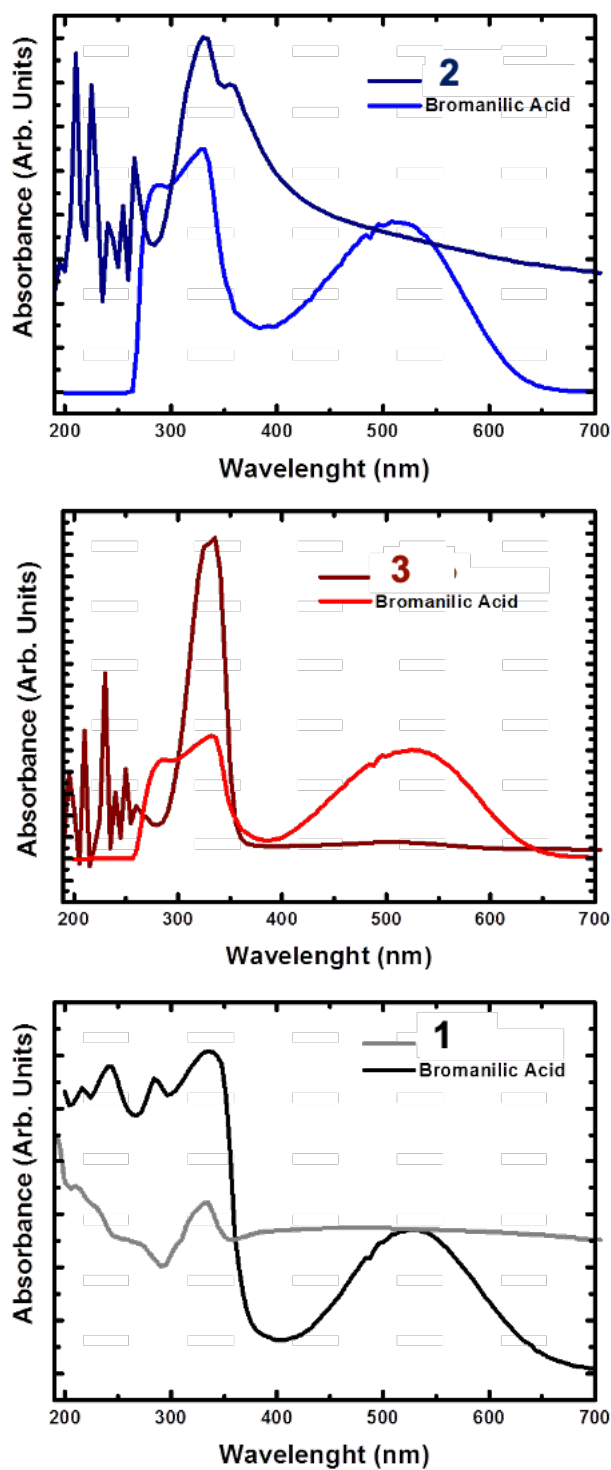 Absorbance (Arb. Units)
2
Bromanilic Acid
200 300 400 500 600 700
Wavelenght (nm)
Absorbance (Arb. Units)
3
Bromanilic Acid
200 300 400 500 600 700
Wavelenght (nm)
Absorbance (Arb. Units)
1
Bromanilic Acid
200 300 400 500 600 700
Wavelenght (nm)